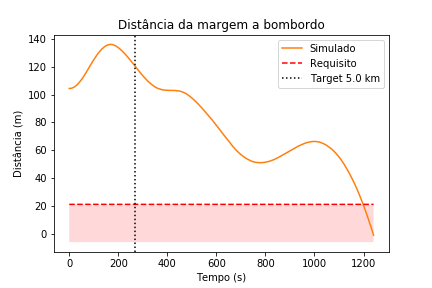 Distância da margem a bombordo
Simulado
Requisito
Target 5.0 km
Distância (m)
140
120
100
80
60
40
20
0
0 200 400 600 800 1000 1200
Tempo (s)